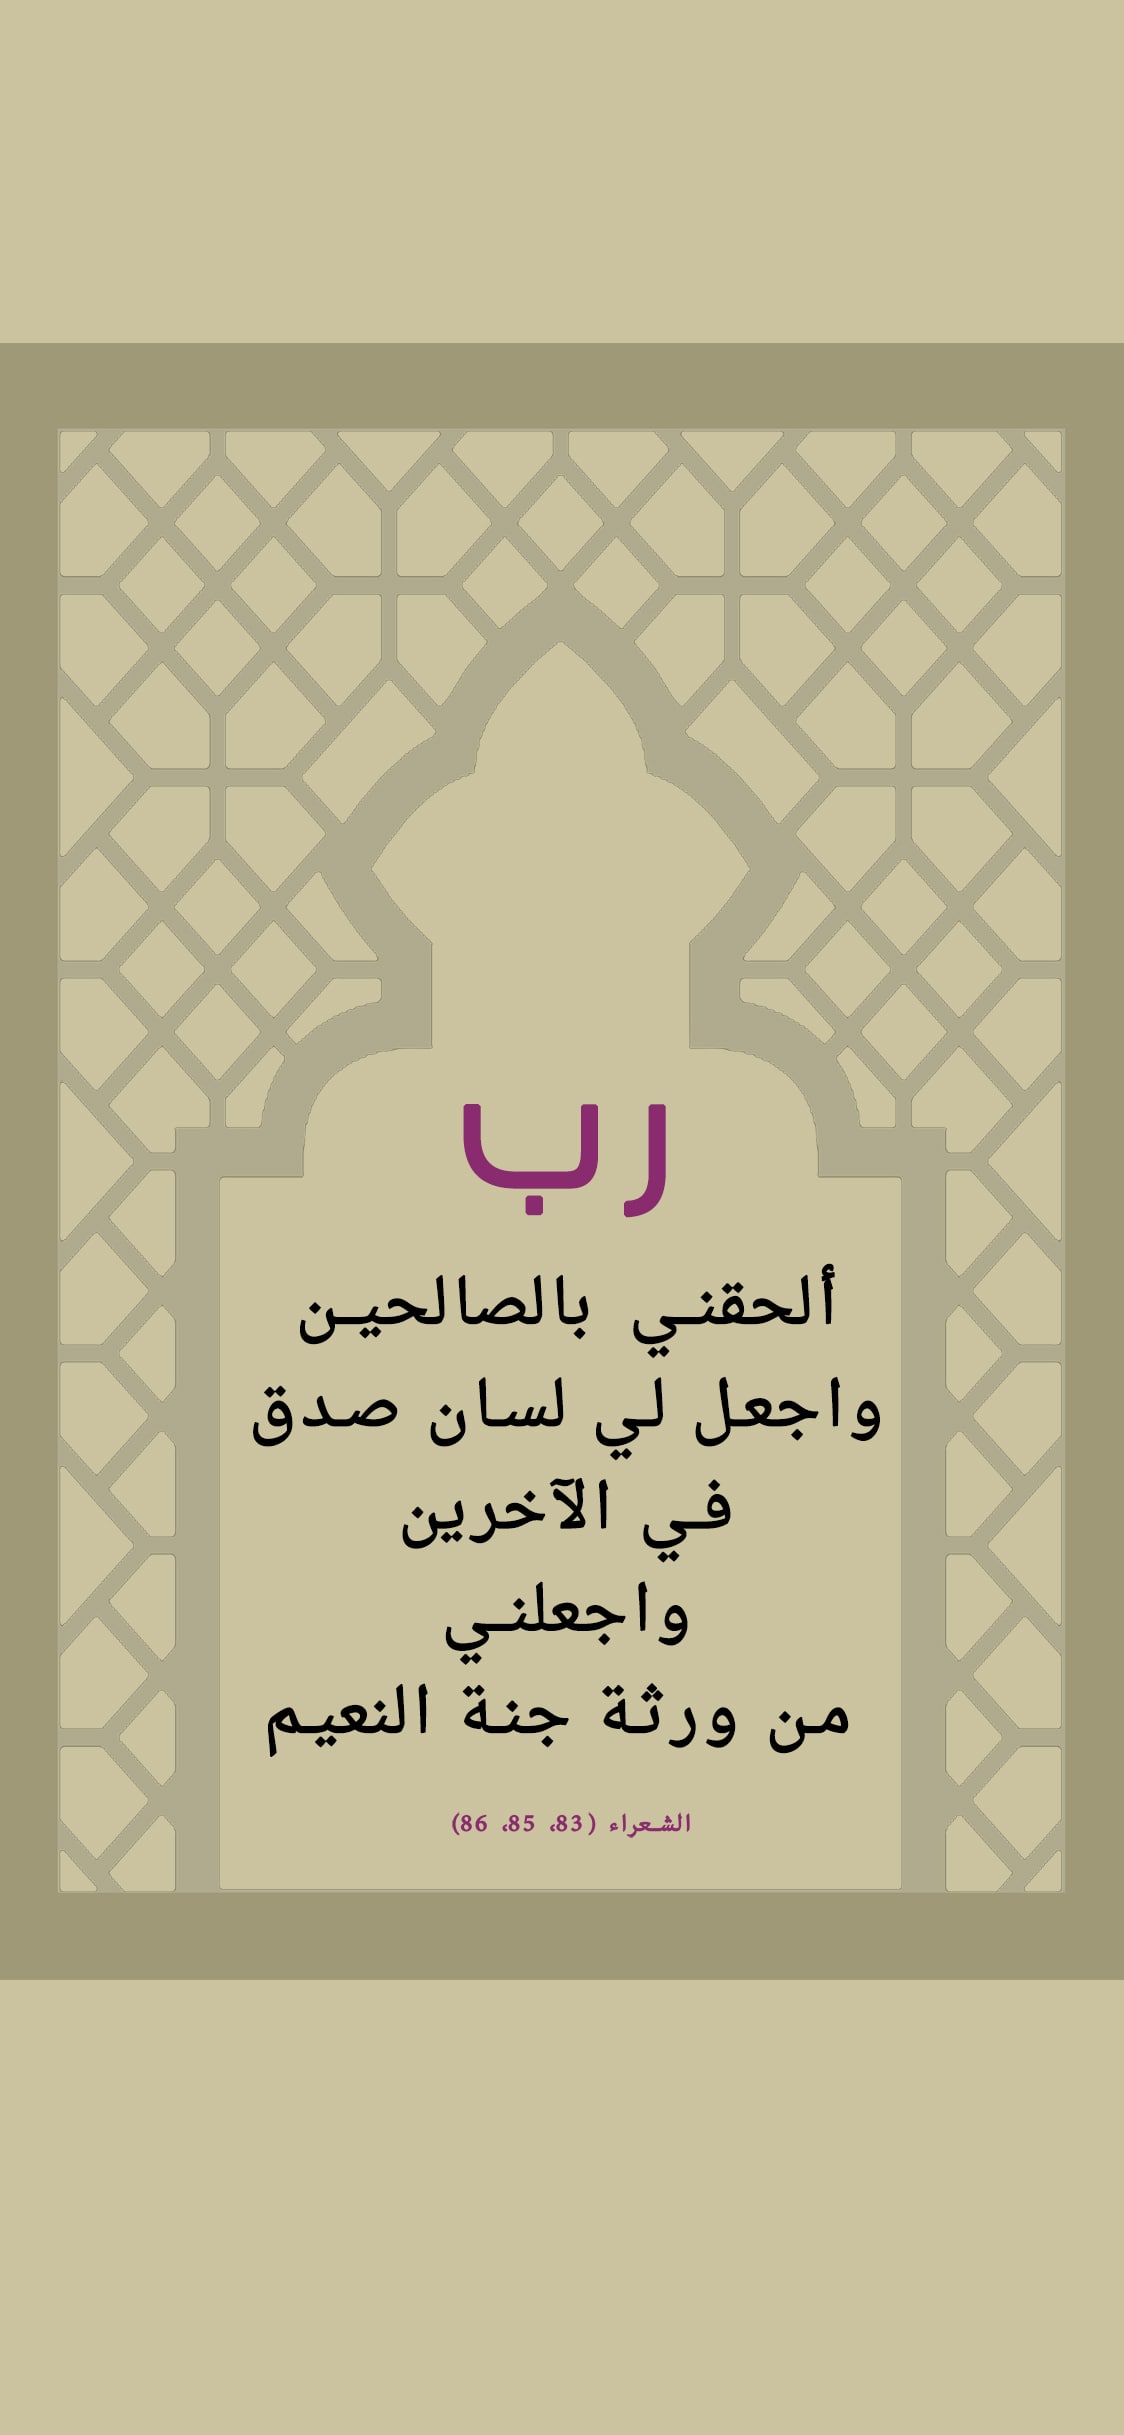 رب
ألحقني بالصالحين
واجعل لي لسان صدق
في الآخرين
واجعلني
من ورثة جنة النعيم
الشعراء (83، 85، 86)